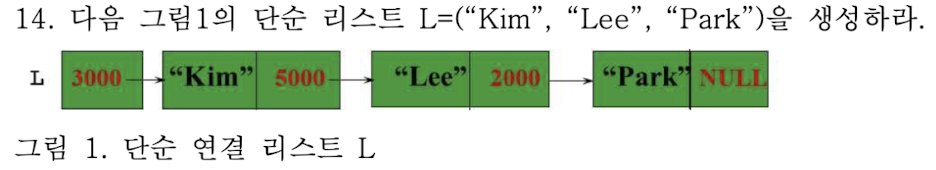 14. 다음 그림1의 단순 리스트 L=(“Kim”, “Lee”, “Park”)을 생성하라.
L 3000 “Kim” 5000 “Lee” 2000 “Park” NULL
그림 1. 단순 연결 리스트 L